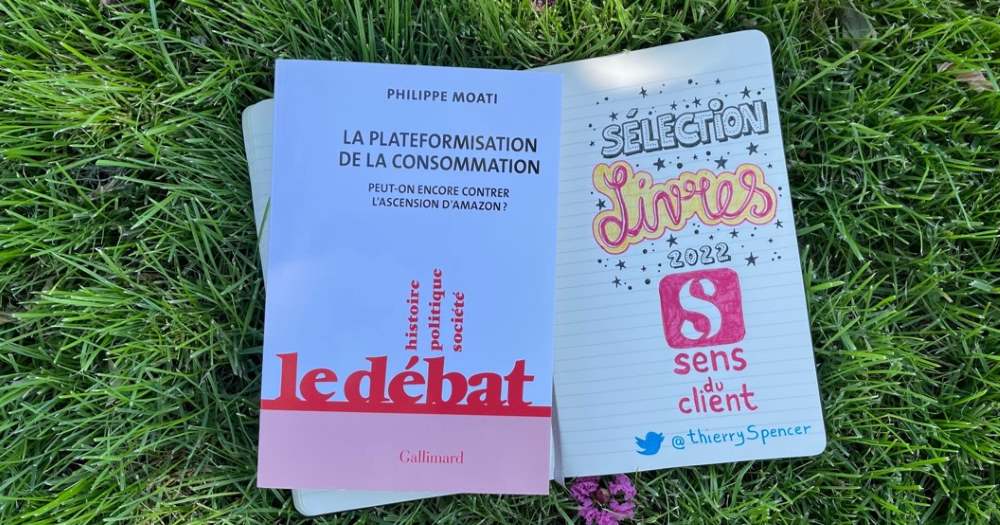 PHILIPPE MOATI
LA PLATEFORMISATION
DE LA CONSOMMATION
PEUT-ON ENCORE CONTRER
L'ASCENSION D'AMAZON ?
histoire
politique
société
le débat
Gallimard
SÉLECTION
Livres
2022
S
sens
du
client
@thierrySpencer